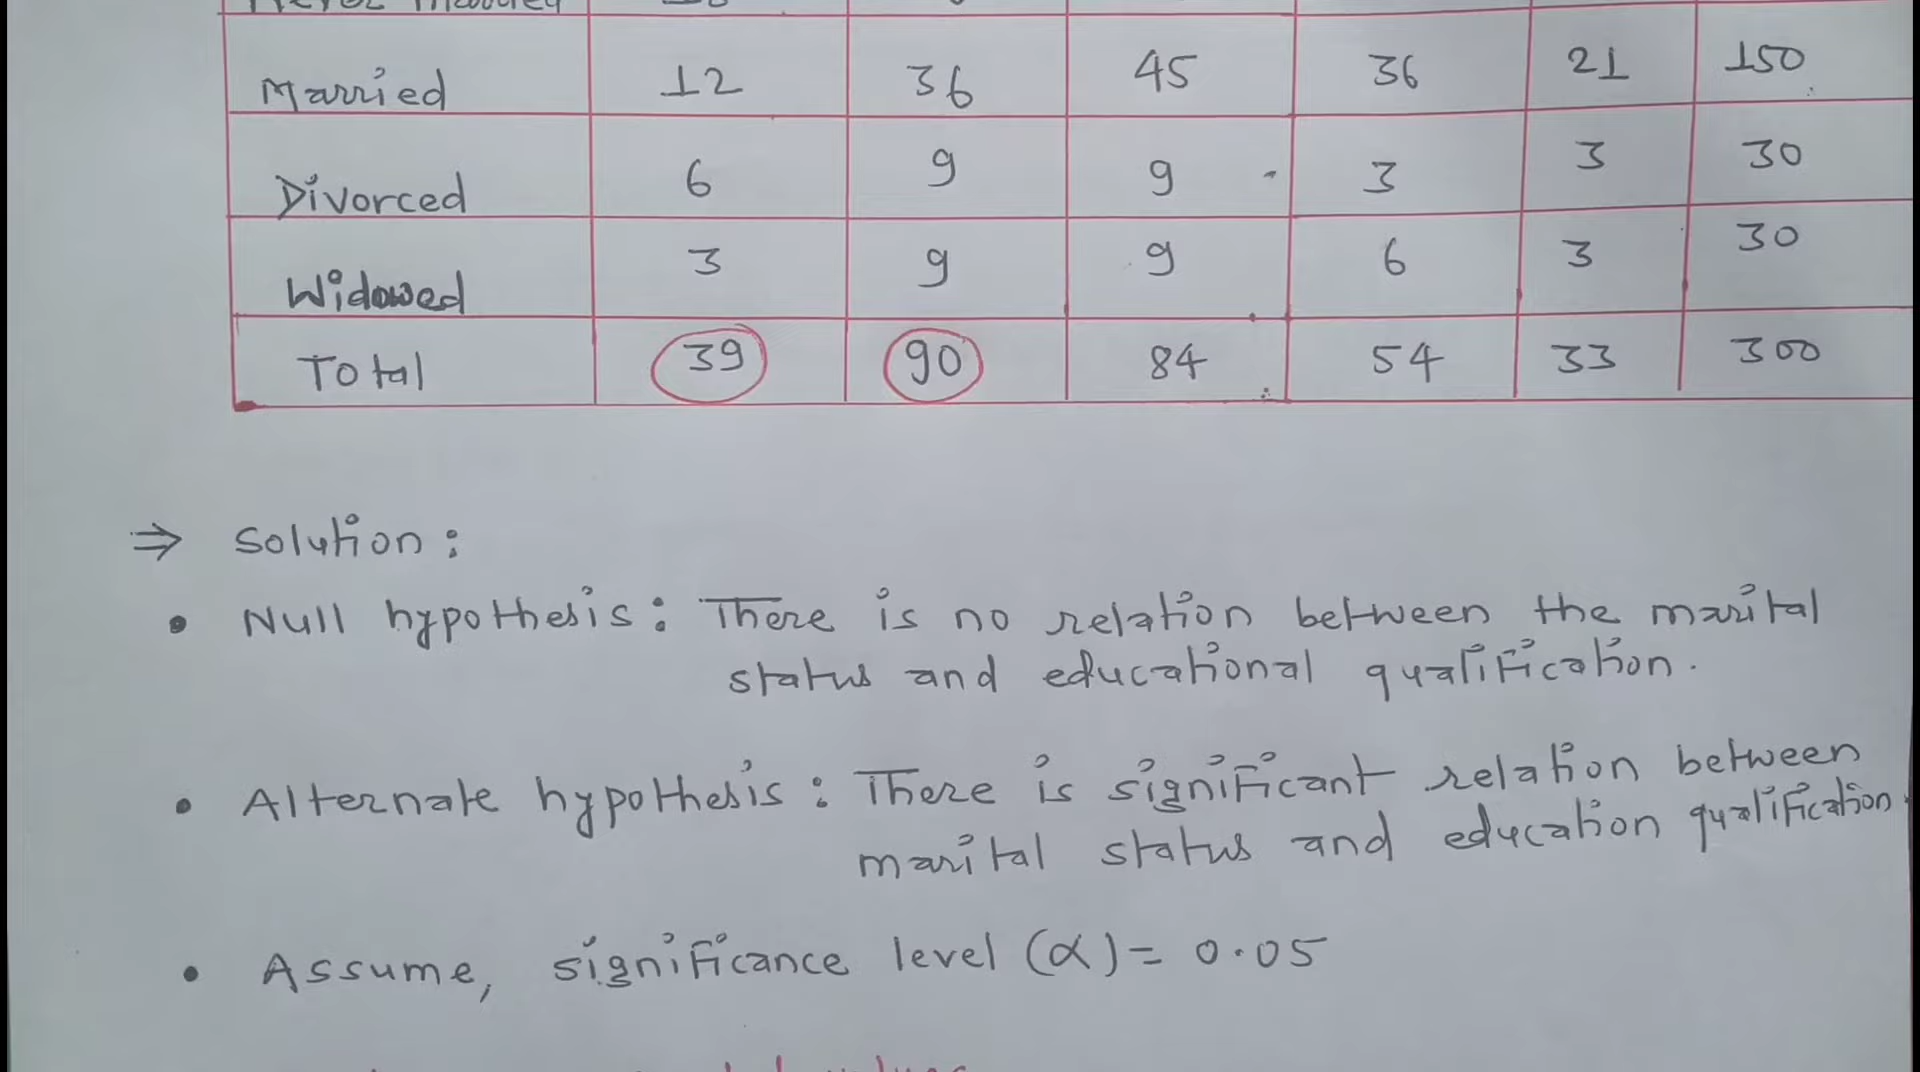 Married 12 36 45 36 21 150
Divorced 6 9 9 3 3 30
Widowed 3 9 9 6 3 30
Total 39 90 84 54 33 300
⇒ Solution:
• Null hypothesis: There is no relation between the marital
status and educational qualification.
• Alternate hypothesis: There is significant relation between
marital status and education qualification.
• Assume, significance level (α) = 0.05